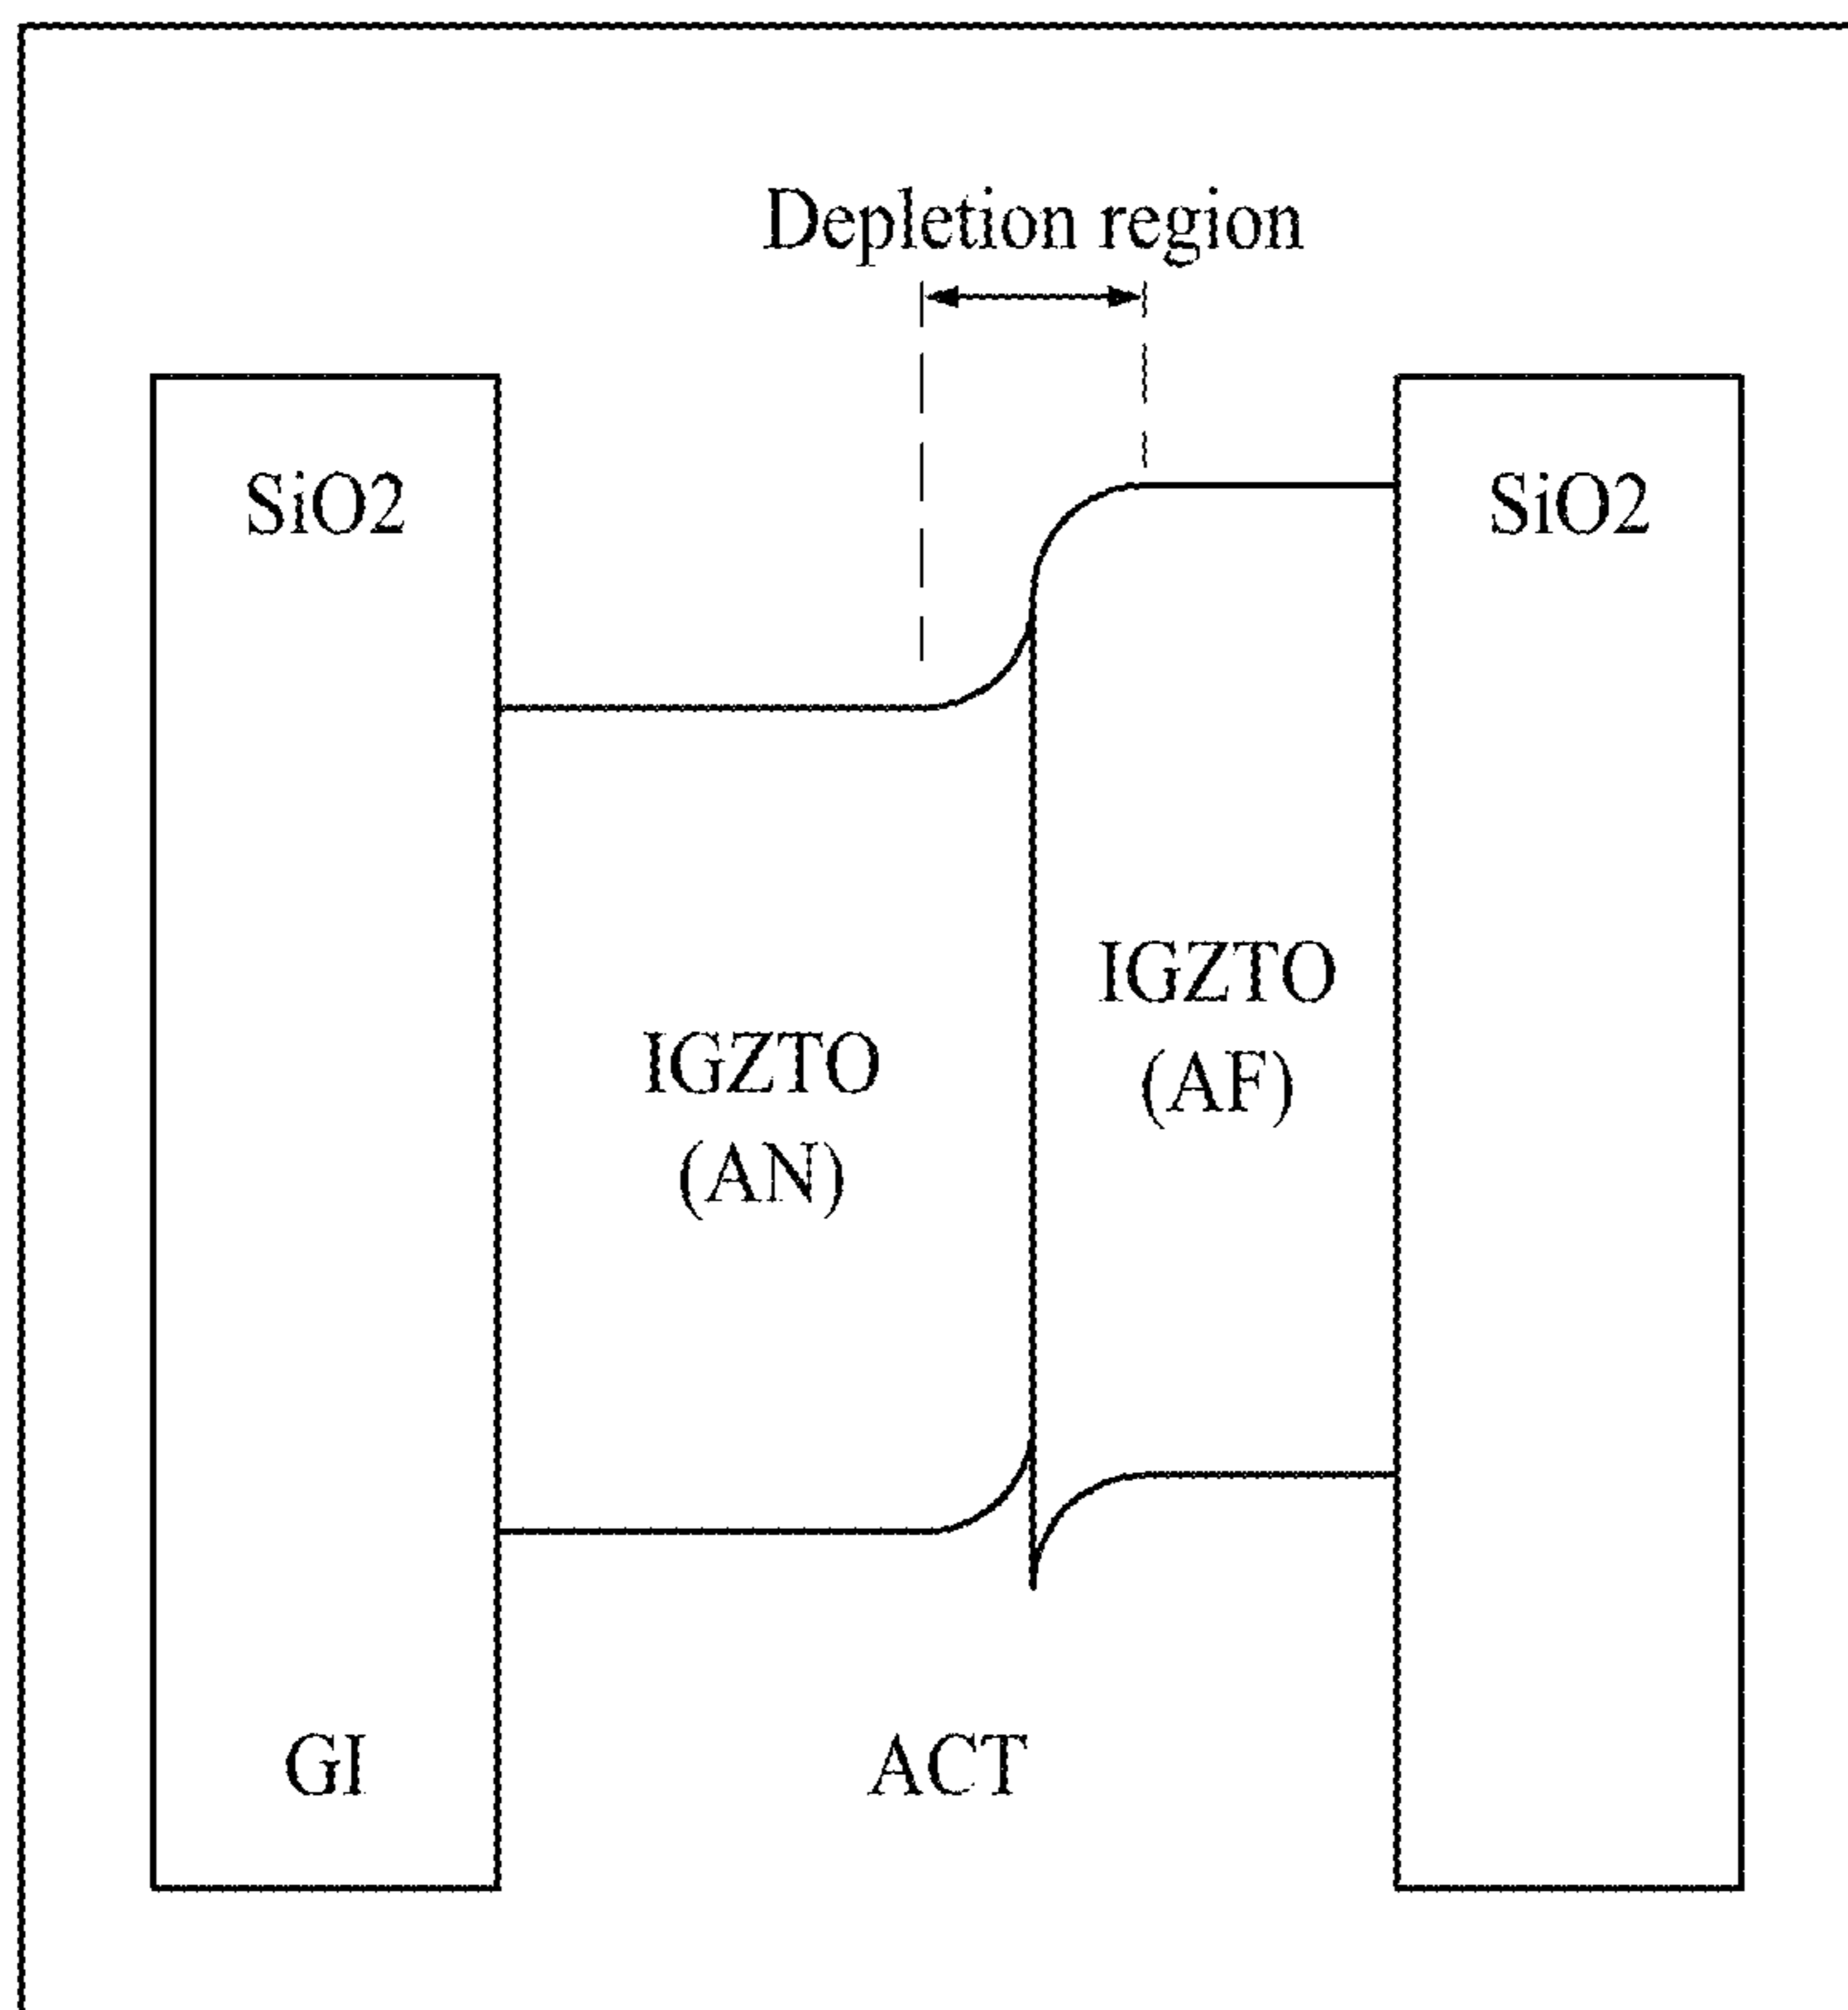 Depletion region
SiO2
SiO2
IGZTO
(AF)
IGZTO
(AN)
GI
ACT